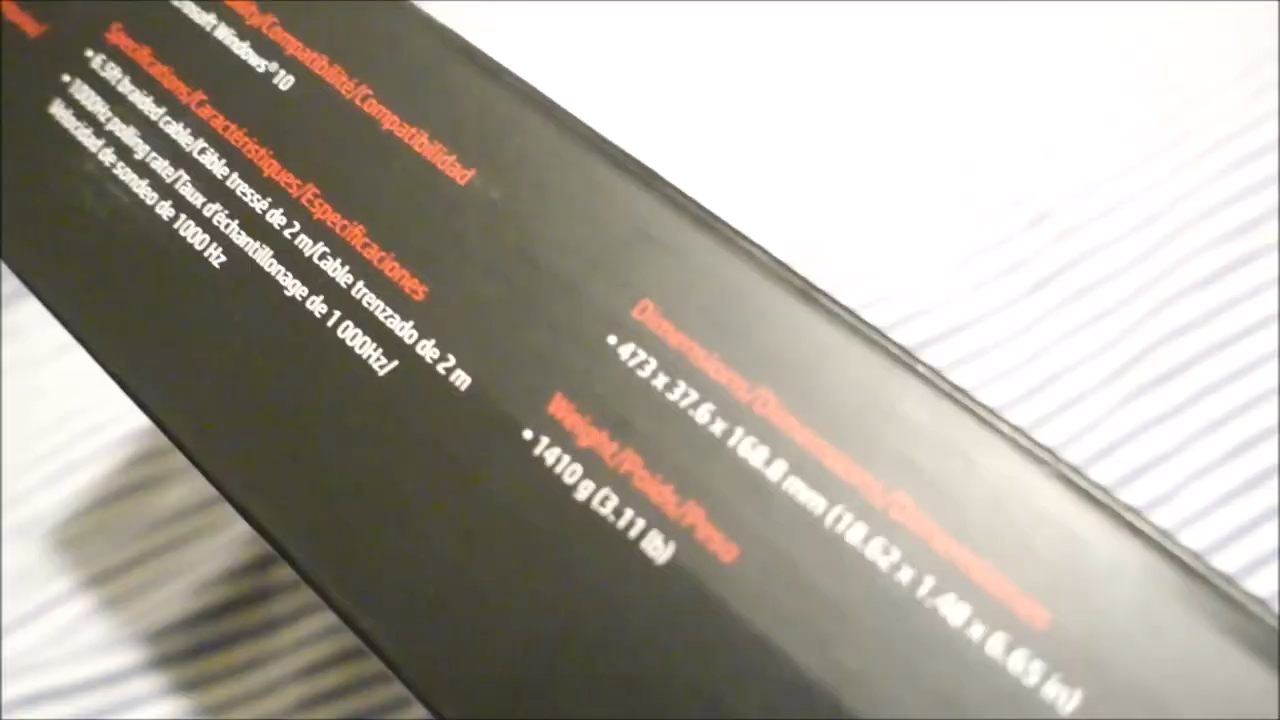 Compatibilité/Compatibilidad
Windows® 10
Specifications/Caractéristiques/Especificaciones
• 6.5ft braided cable/Câble tressé de 2 m/Cable trenzado de 2 m
• 1000Hz polling rate/Taux d'échantillonage de 1 000Hz/
Velocidad de sondeo de 1000 Hz
Dimensions/Dimensions/Dimensiones
• 473 x 37.6 x 168.8 mm (18.62 x 1.48 x 6.65 in)
Weight/Poids/Peso
• 1410 g (3.11 lb)